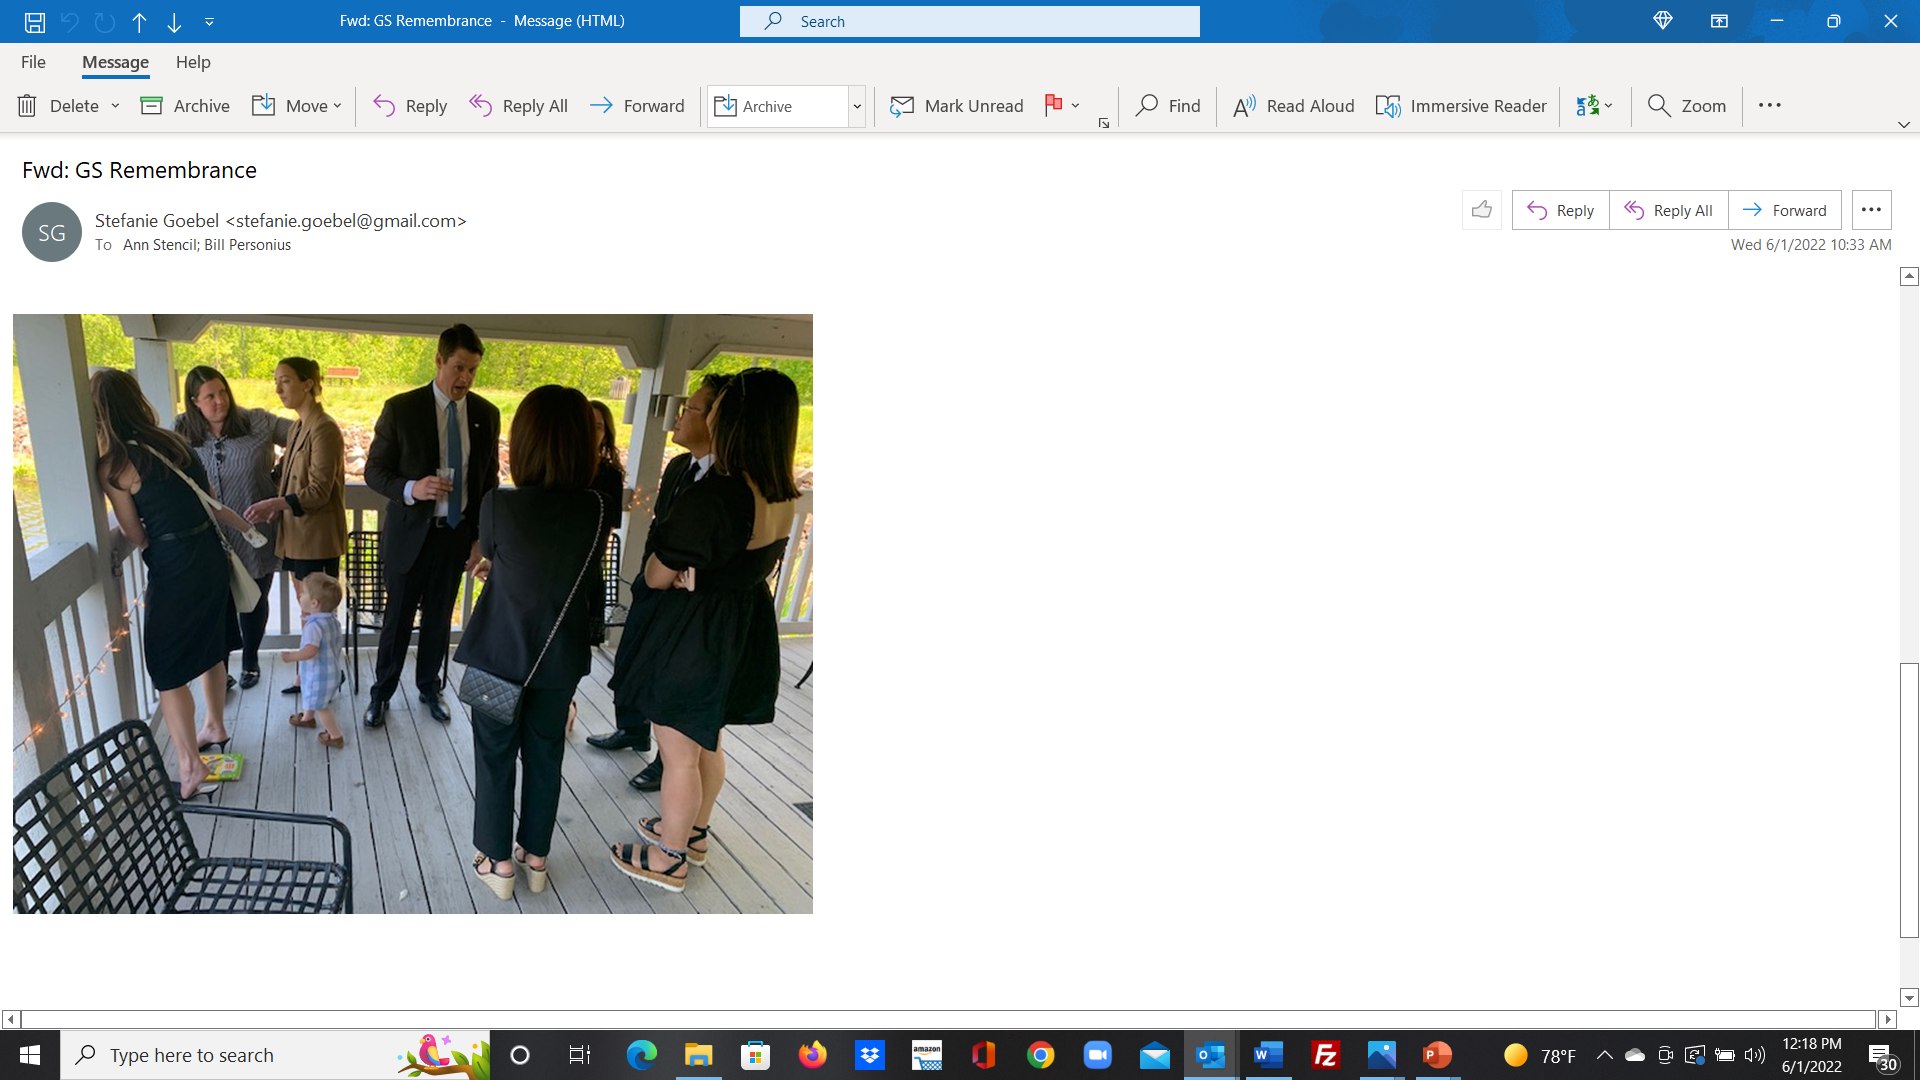 Fwd: GS Remembrance - Message (HTML)
Search
File Message Help
Delete Archive Move Reply Reply All Forward Archive Mark Unread Find Read Aloud Immersive Reader Zoom
Fwd: GS Remembrance
SG
Stefanie Goebel <stefanie.goebel@gmail.com>
To Ann Stencil; Bill Personius
Reply Reply All Forward
Wed 6/1/2022 10:33 AM
Type here to search
amazon
78°F
12:18 PM
6/1/2022
30